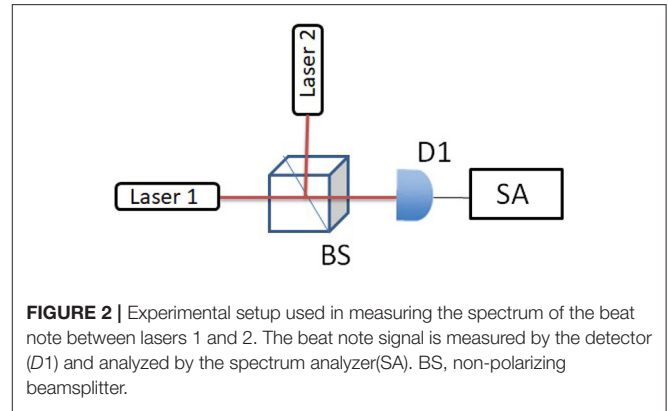 Laser 2
D1
Laser 1
SA
BS
FIGURE 2 | Experimental setup used in measuring the spectrum of the beat
note between lasers 1 and 2. The beat note signal is measured by the detector
(D1) and analyzed by the spectrum analyzer(SA). BS, non-polarizing
beamsplitter.